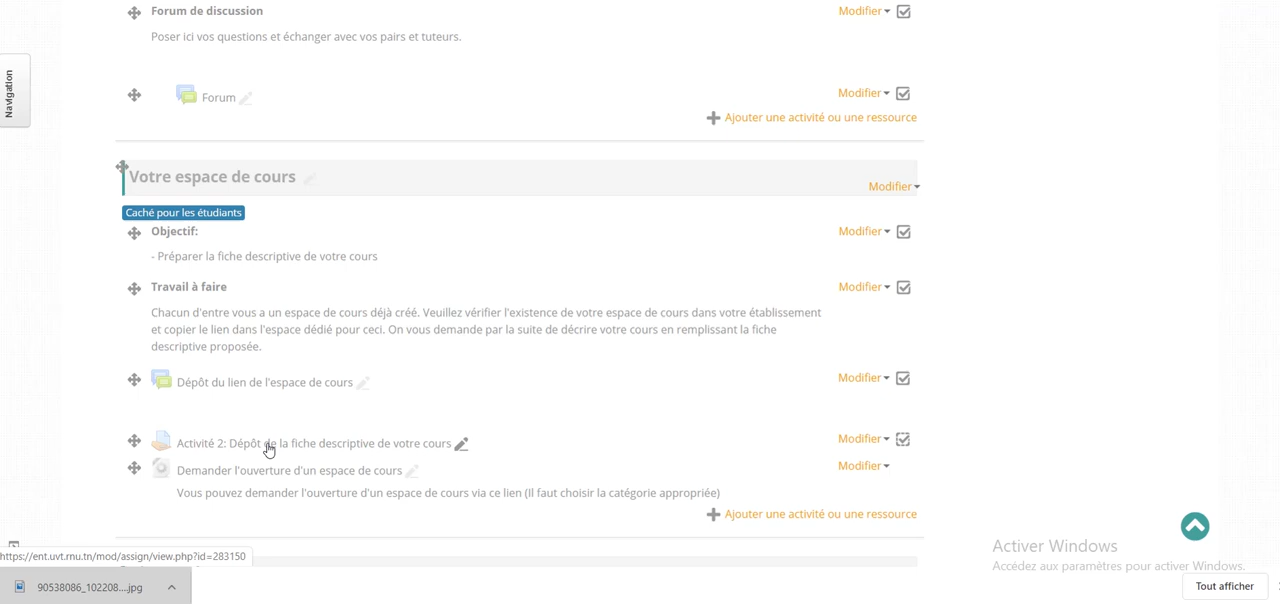 Forum de discussion
Modifier
Poser ici vos questions et échanger avec vos pairs et tuteurs.
Navigation
Forum
Modifier
Ajouter une activité ou une ressource
Votre espace de cours
Modifier
Caché pour les étudiants
Objectif:
Modifier
- Préparer la fiche descriptive de votre cours
Travail à faire
Modifier
Chacun d'entre vous a un espace de cours déjà créé. Veuillez vérifier l'existence de votre espace de cours dans votre établissement
et copier le lien dans l'espace dédié pour ceci. On vous demande par la suite de décrire votre cours en remplissant la fiche
descriptive proposée.
Dépôt du lien de l'espace de cours
Modifier
Activité 2: Dépôt de la fiche descriptive de votre cours
Modifier
Demander l'ouverture d'un espace de cours
Modifier
Vous pouvez demander l'ouverture d'un espace de cours via ce lien (Il faut choisir la catégorie appropriée)
Ajouter une activité ou une ressource
Activer Windows
Accédez aux paramètres pour activer Windows.
https://ent.uvt.rnu.tn/mod/assign/view.php?id=283150
90538086_102208....jpg
Tout afficher